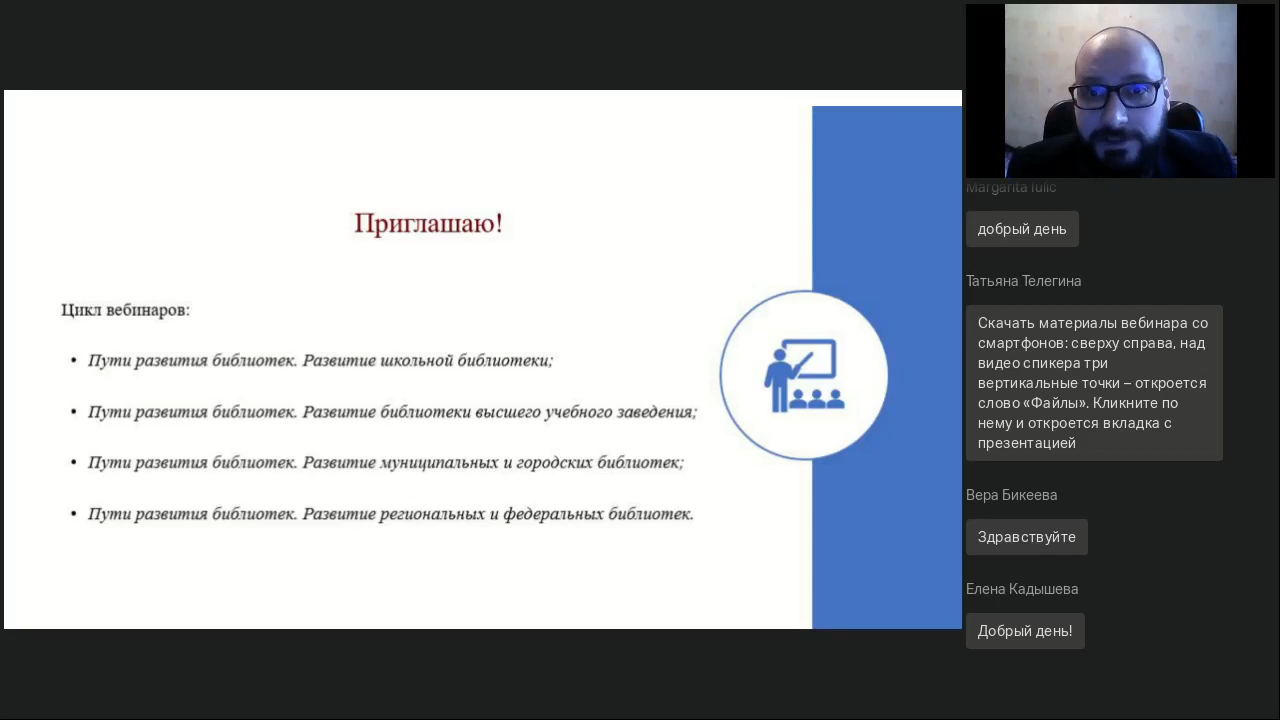 Приглашаю!
Цикл вебинаров:
• Пути развития библиотек. Развитие школьной библиотеки;
• Пути развития библиотек. Развитие библиотеки высшего учебного заведения;
• Пути развития библиотек. Развитие муниципальных и городских библиотек;
• Пути развития библиотек. Развитие региональных и федеральных библиотек.
Margarita Iulic
добрый день
Татьяна Телегина
Скачать материалы вебинара со
смартфонов: сверху справа, над
видео спикера три
вертикальные точки – откроется
слово «Файлы». Кликните по
нему и откроется вкладка с
презентацией
Вера Бикеева
Здравствуйте
Елена Кадышева
Добрый день!